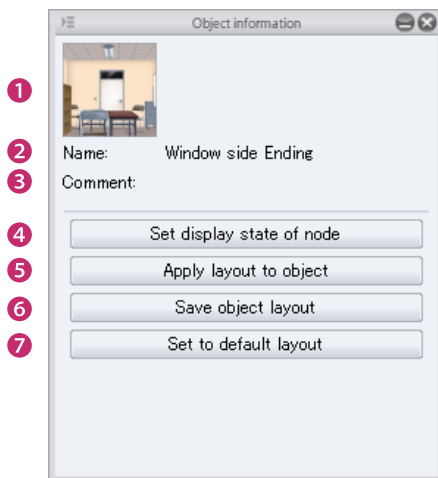 Object information
1
2 Name: Window side Ending
3 Comment:
4 Set display state of node
5 Apply layout to object
6 Save object layout
7 Set to default layout